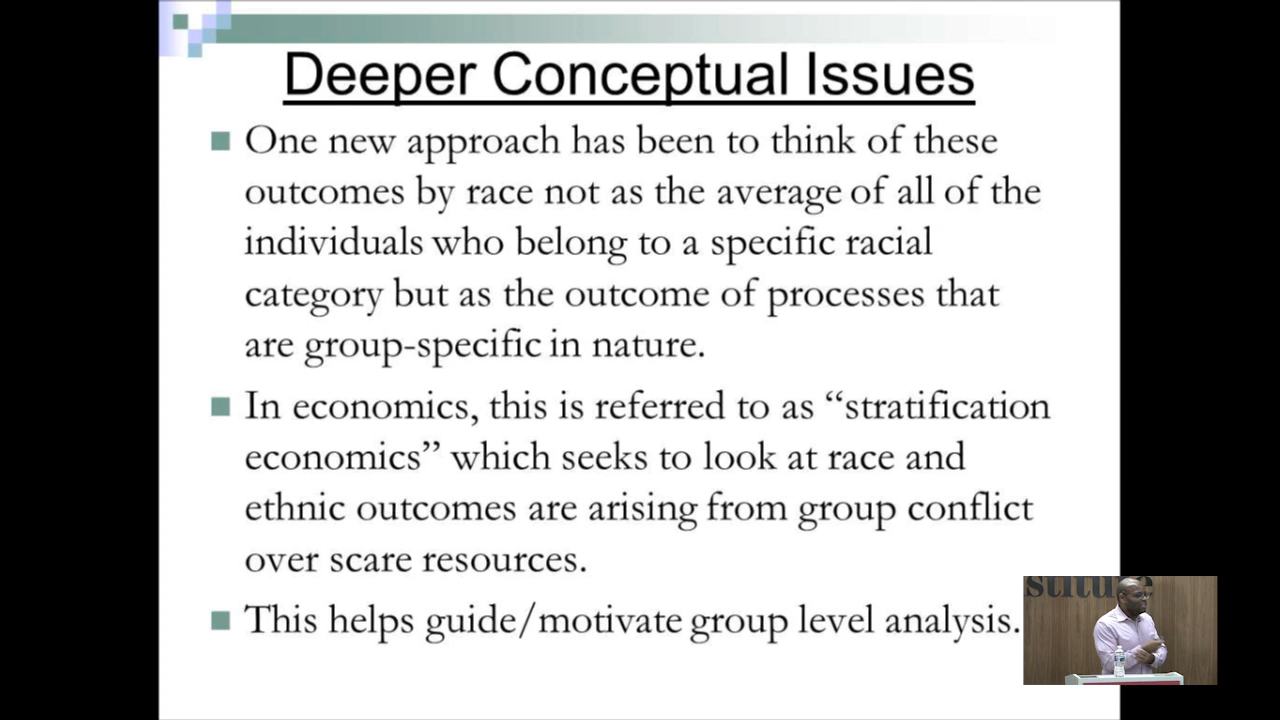 Deeper Conceptual Issues
One new approach has been to think of these
outcomes by race not as the average of all of the
individuals who belong to a specific racial
category but as the outcome of processes that
are group-specific in nature.
In economics, this is referred to as “stratification
economics” which seeks to look at race and
ethnic outcomes are arising from group conflict
over scare resources.
This helps guide/motivate group level analysis.
stitute